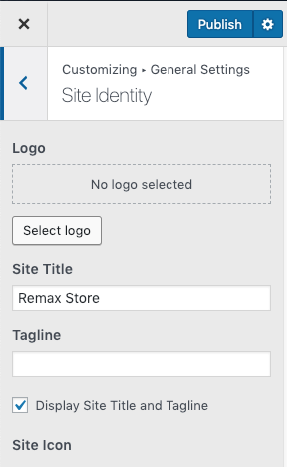 Publish
Customizing ▸ General Settings
Site Identity
Logo
No logo selected
Select logo
Site Title
Remax Store
Tagline
Display Site Title and Tagline
Site Icon